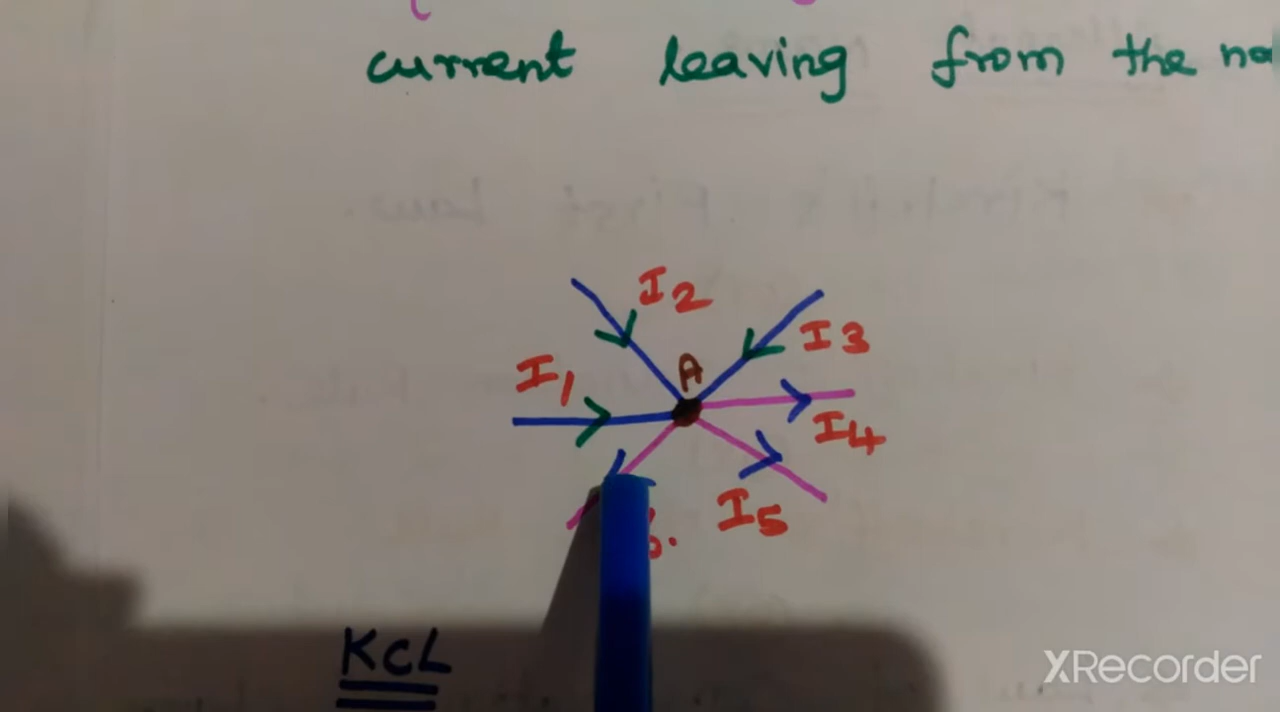 current leaving from the
I2
I3
I1
A
I4
I5
KCL
XRecorder